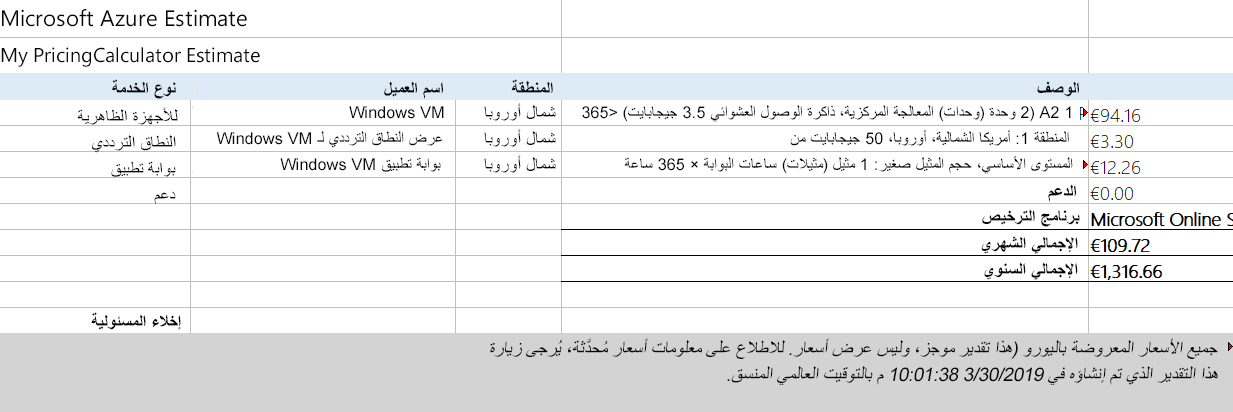 Microsoft Azure Estimate
My PricingCalculator Estimate
نوع الخدمة اسم العميل المنطقة الوصف
للأجهزة الظاهرية Windows VM شمال أوروبا A2 1 (2 وحدة (وحدات) المعالجة المركزية، ذاكرة الوصول العشوائي 3.5 جيجابايت) <365 €94.16
النطاق الترددي عرض النطاق الترددي لـ Windows VM شمال أوروبا المنطقة 1: أمريكا الشمالية، أوروبا، 50 جيجابايت من €3.30
بوابة تطبيق بوابة تطبيق Windows VM شمال أوروبا المستوى الأساسي، حجم المثيل صغير: 1 مثيل (مثيلات) ساعات البوابة × 365 ساعة €12.26
دعم الدعم €0.00
برنامج الترخيص Microsoft Online S
الإجمالي الشهري €109.72
الإجمالي السنوي €1,316.66
إخلاء المسئولية
جميع الأسعار المعروضة باليورو (هذا تقدير موجز، وليس عرض أسعار. للاطلاع على معلومات أسعار مُحدَّثة، يُرجى زيارة
هذا التقدير الذي تم إنشاؤه في 3/30/2019 10:01:38 م بالتوقيت العالمي المنسق.